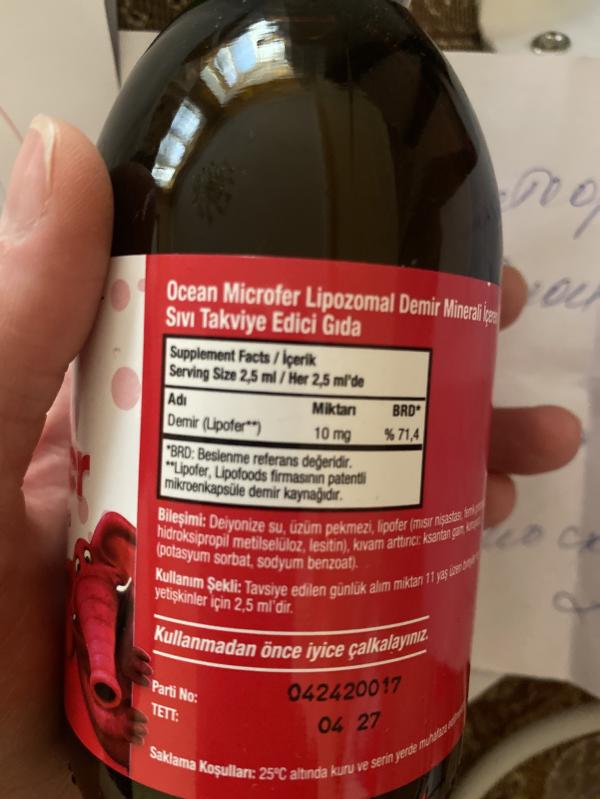 Ocean Microfer Lipozomal Demir Minerali
Sıvı Takviye Edici Gıda
Supplement Facts / İçerik
Serving Size 2,5 ml / Her 2,5 ml'de
Adı Miktarı BRD*
Demir (Lipofer**) 10 mg % 71,4
*BRD: Beslenme referans değeridir.
**Lipofer, Lipofoods firmasının patentli
mikroenkapsüle demir kaynağıdır.
Bileşimi: Deiyonize su, üzüm pekmezi, lipofer (mısır nişastası,
hidroksipropil metilselüloz, lesitin), kıvam arttırıcı: ksantan gam,
(potasyum sorbat, sodyum benzoat).
Kullanım Şekli: Tavsiye edilen günlük alım miktarı 11 yaş üzeri
yetişkinler için 2,5 ml'dir.
Kullanmadan önce iyice çalkalayınız.
Parti No: 042420017
TETT: 04 27
Saklama Koşulları: 25°C altında kuru ve serin yerde muhafaza